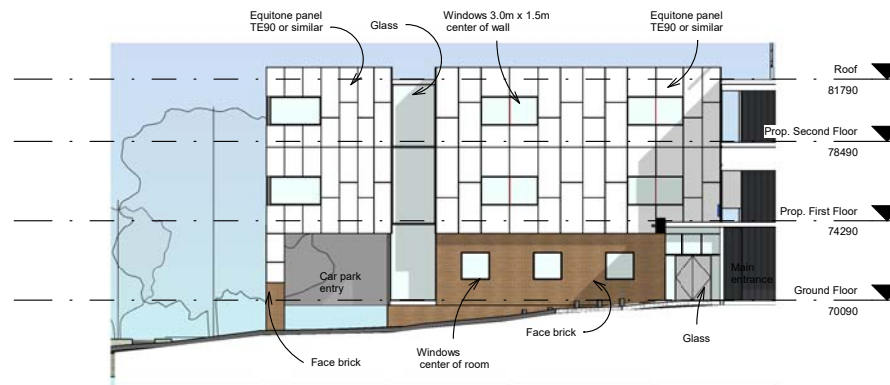 Equitone panel
TE90 or similar
Glass
Windows 3.0m x 1.5m
center of wall
Equitone panel
TE90 or similar
Roof
81790
Prop. Second Floor
78490
Prop. First Floor
74290
Car park
entry
Main
entrance
Ground Floor
70090
Face brick
Windows
center of room
Face brick
Glass